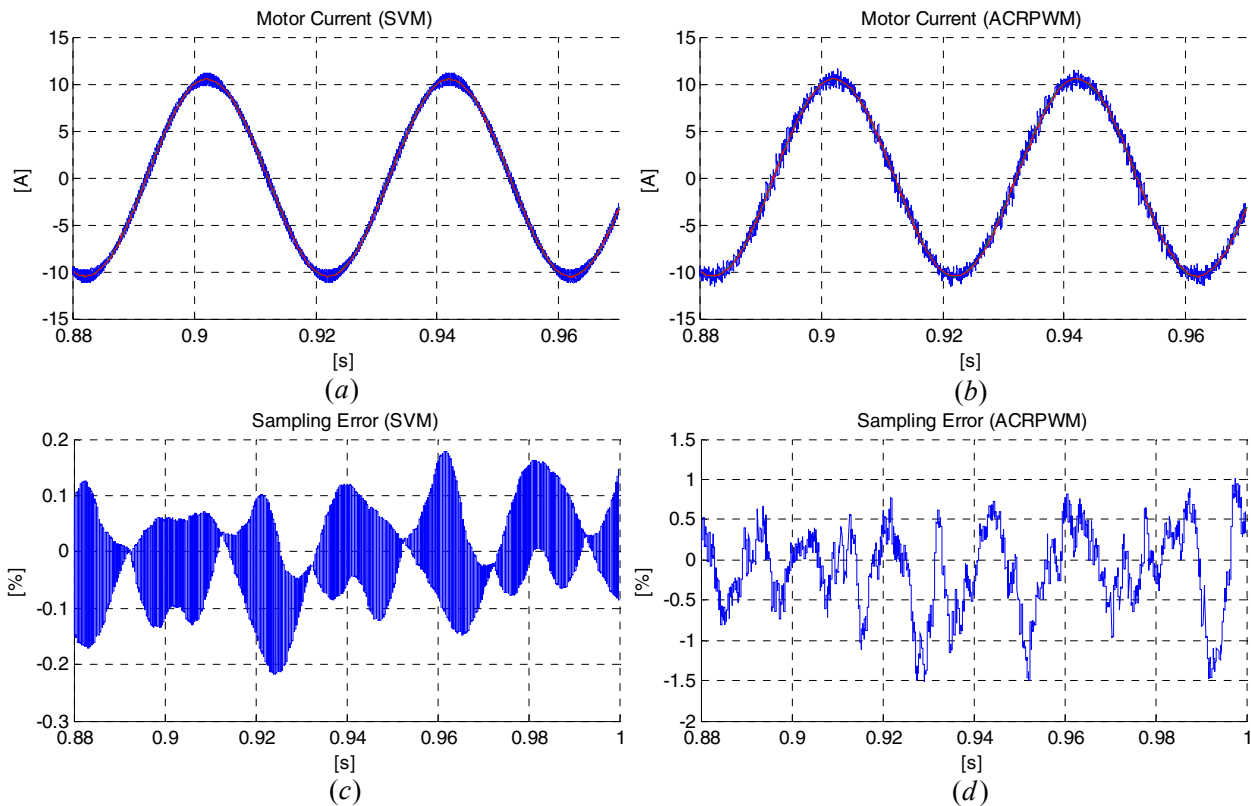 Motor Current (SVM)
15
10
5
0
-5
-10
-15
[A]
0.88 0.9 0.92 0.94 0.96
[s]
(a)
Motor Current (ACRPWM)
15
10
5
0
-5
-10
-15
[A]
0.88 0.9 0.92 0.94 0.96
[s]
(b)
Sampling Error (SVM)
0.2
0.1
0
-0.1
-0.2
-0.3
[%]
0.88 0.9 0.92 0.94 0.96 0.98 1
[s]
(c)
Sampling Error (ACRPWM)
1.5
1
0.5
0
-0.5
-1
-1.5
-2
[%]
0.88 0.9 0.92 0.94 0.96 0.98 1
[s]
(d)